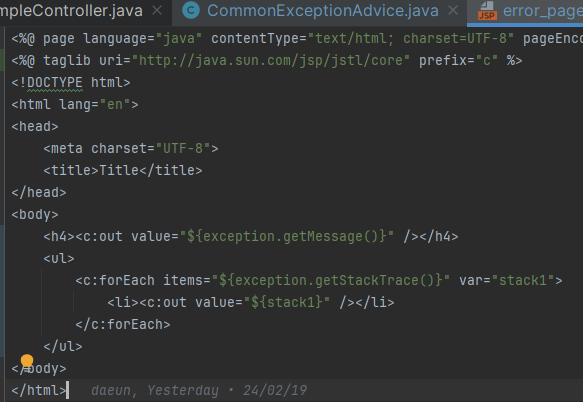 mpleController.java × CommonExceptionAdvice.java × JSP error_page
<%@ page language="java" contentType="text/html; charset=UTF-8" pageEnco
<%@ taglib uri="http://java.sun.com/jsp/jstl/core" prefix="c" %>
<!DOCTYPE html>
<html lang="en">
<head>
    <meta charset="UTF-8">
    <title>Title</title>
</head>
<body>
    <h4><c:out value="${exception.getMessage()}" /></h4>
    <ul>
        <c:forEach items="${exception.getStackTrace()}" var="stack1">
            <li><c:out value="${stack1}" /></li>
        </c:forEach>
    </ul>
</body>
</html> daeun, Yesterday • 24/02/19